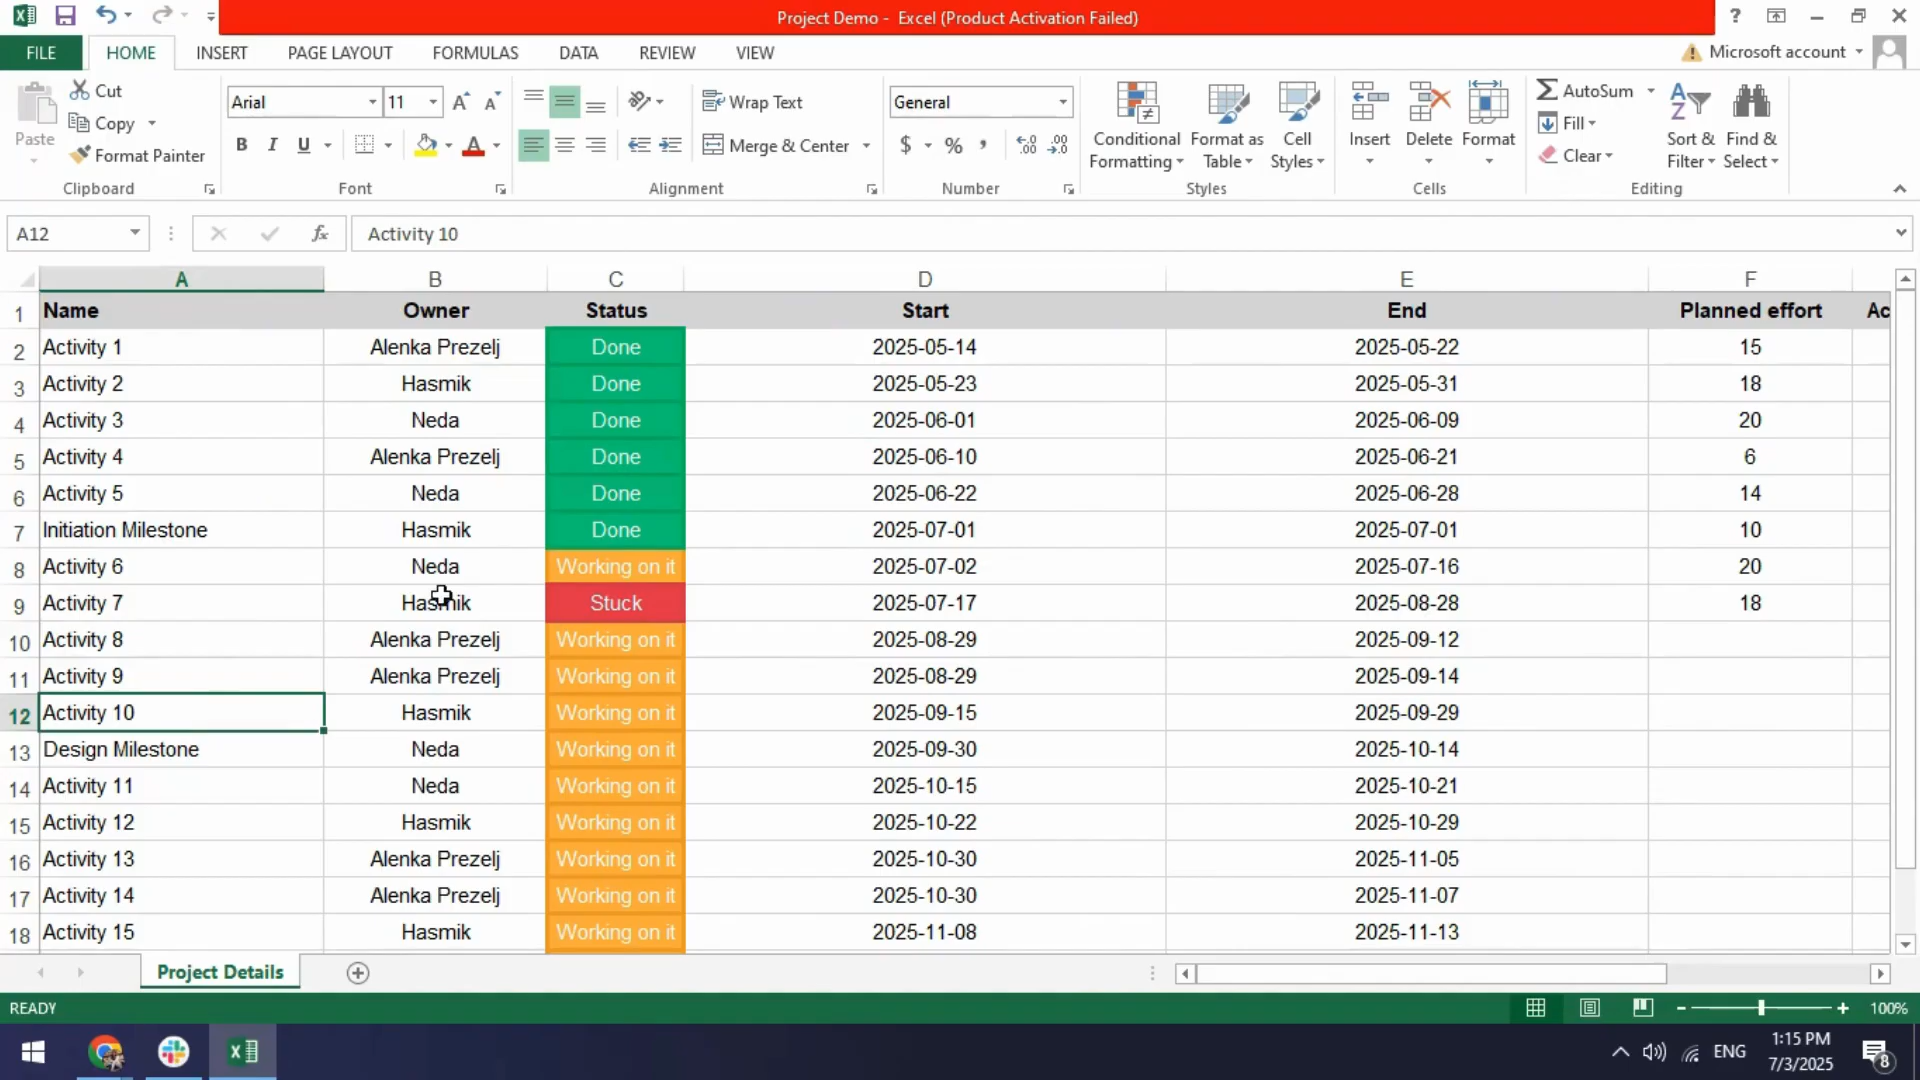 Project Demo - Excel (Product Activation Failed)
FILE HOME INSERT PAGE LAYOUT FORMULAS DATA REVIEW VIEW Microsoft account
Paste Cut Copy Format Painter
Clipboard
Arial 11
B I U A
Font
Wrap Text
Merge & Center
Alignment
General
$ % ,
Number
Conditional Formatting Format as Table Cell Styles
Styles
Insert Delete Format
Cells
AutoSum Fill Clear Sort & Filter Find & Select
Editing
A12 fx Activity 10
A B C D E F
1 Name Owner Status Start End Planned effort Ac
2 Activity 1 Alenka Prezelj Done 2025-05-14 2025-05-22 15
3 Activity 2 Hasmik Done 2025-05-23 2025-05-31 18
4 Activity 3 Neda Done 2025-06-01 2025-06-09 20
5 Activity 4 Alenka Prezelj Done 2025-06-10 2025-06-21 6
6 Activity 5 Neda Done 2025-06-22 2025-06-28 14
7 Initiation Milestone Hasmik Done 2025-07-01 2025-07-01 10
8 Activity 6 Neda Working on it 2025-07-02 2025-07-16 20
9 Activity 7 Hasmik Stuck 2025-07-17 2025-08-28 18
10 Activity 8 Alenka Prezelj Working on it 2025-08-29 2025-09-12
11 Activity 9 Alenka Prezelj Working on it 2025-08-29 2025-09-14
12 Activity 10 Hasmik Working on it 2025-09-15 2025-09-29
13 Design Milestone Neda Working on it 2025-09-30 2025-10-14
14 Activity 11 Neda Working on it 2025-10-15 2025-10-21
15 Activity 12 Hasmik Working on it 2025-10-22 2025-10-29
16 Activity 13 Alenka Prezelj Working on it 2025-10-30 2025-11-05
17 Activity 14 Alenka Prezelj Working on it 2025-10-30 2025-11-07
18 Activity 15 Hasmik Working on it 2025-11-08 2025-11-13
Project Details
READY 100%
ENG 1:15 PM
7/3/2025 8